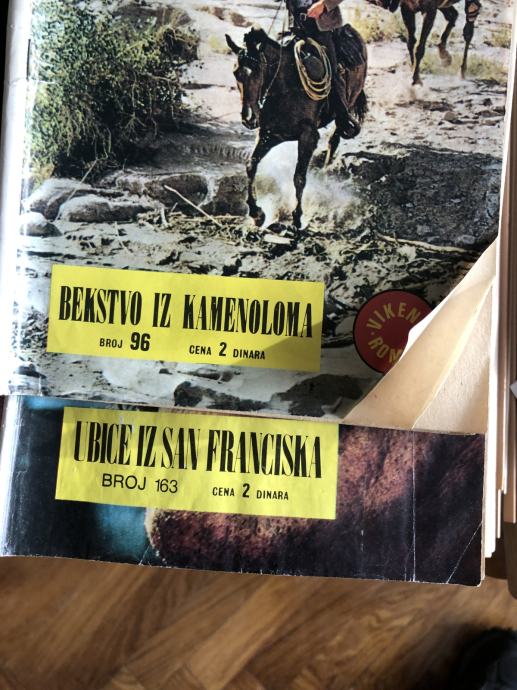 BEKSTVO IZ KAMENOLOMA
BROJ 96 CENA 2 DINARA
UBICE IZ SAN FRANCISKA
BROJ 163 CENA 2 DINARA